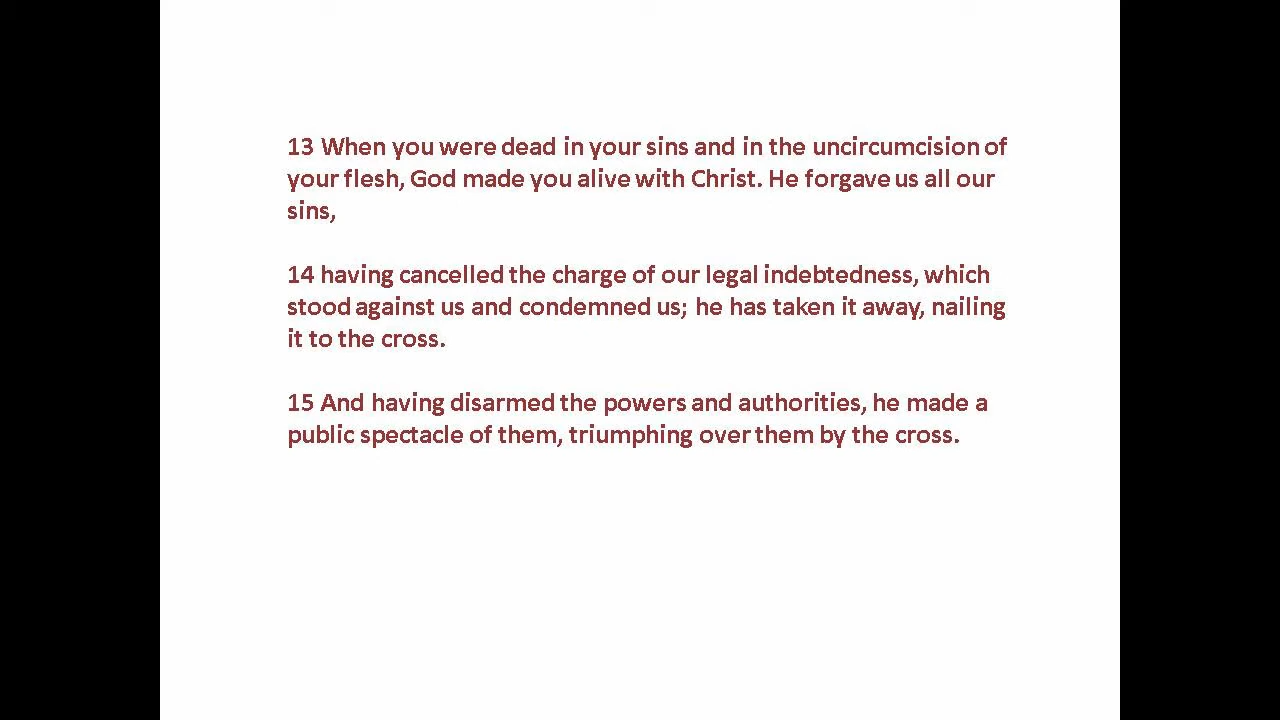 13 When you were dead in your sins and in the uncircumcision of
your flesh, God made you alive with Christ. He forgave us all our
sins,
14 having cancelled the charge of our legal indebtedness, which
stood against us and condemned us; he has taken it away, nailing
it to the cross.
15 And having disarmed the powers and authorities, he made a
public spectacle of them, triumphing over them by the cross.